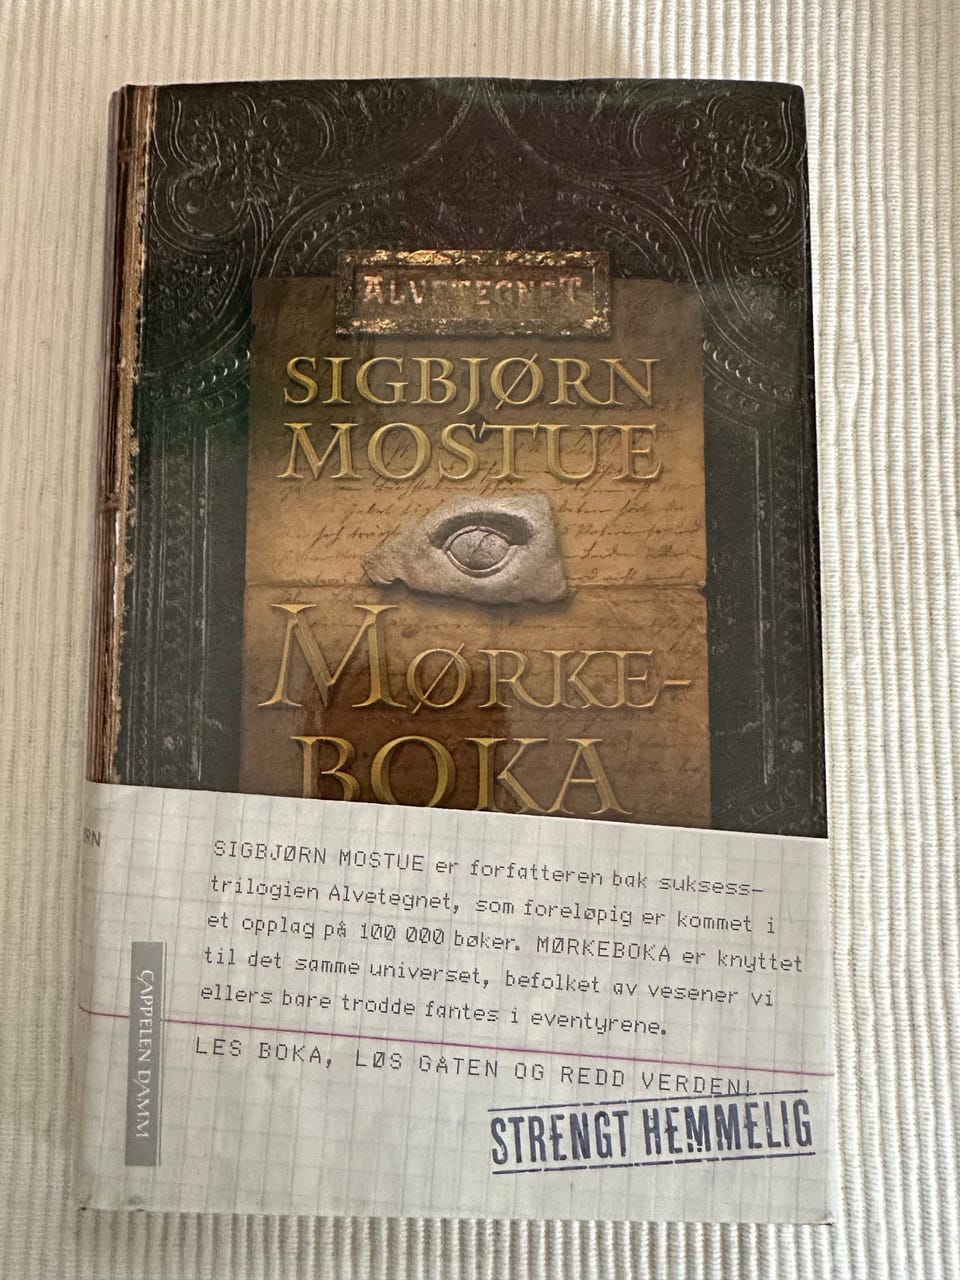 ALVETEGNET
SIGBJØRN
MOSTUE
MØRKE-
BOKA
RN
SIGBJØRN MOSTUE er forfatteren bak suksess-
trilogien Alvetegnet, som foreløpig er kommet i
et opplag på 100 000 bøker. MØRKEBOKA er knyttet
til det samme universet, befolket av vesener vi
ellers bare trodde fantes i eventyrene.
LES BOKA, LØS GÅTEN OG REDD VERDEN!
STRENGT HEMMELIG
CAPPELEN DAMM